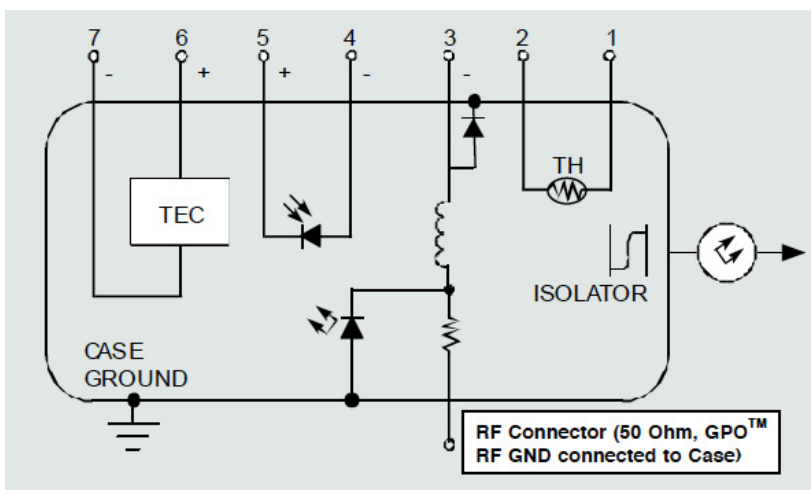 7 6 5 4 3 2 1
- + + - -
TH
TEC
ISOLATOR
CASE
GROUND
RF Connector (50 Ohm, GPO™
RF GND connected to Case)